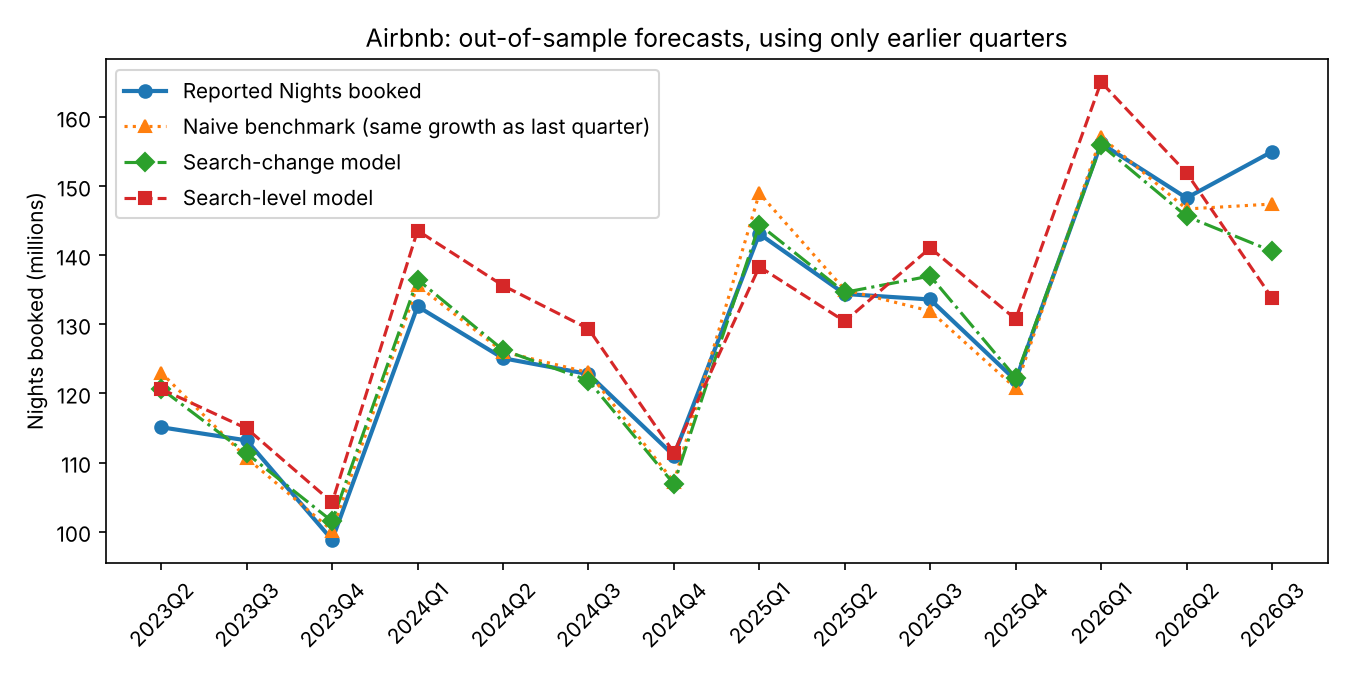 Airbnb: out-of-sample forecasts, using only earlier quarters
Reported Nights booked
Naive benchmark (same growth as last quarter)
Search-change model
Search-level model
Nights booked (millions)
160
150
140
130
120
110
100
2023Q2
2023Q3
2023Q4
2024Q1
2024Q2
2024Q3
2024Q4
2025Q1
2025Q2
2025Q3
2025Q4
2026Q1
2026Q2
2026Q3